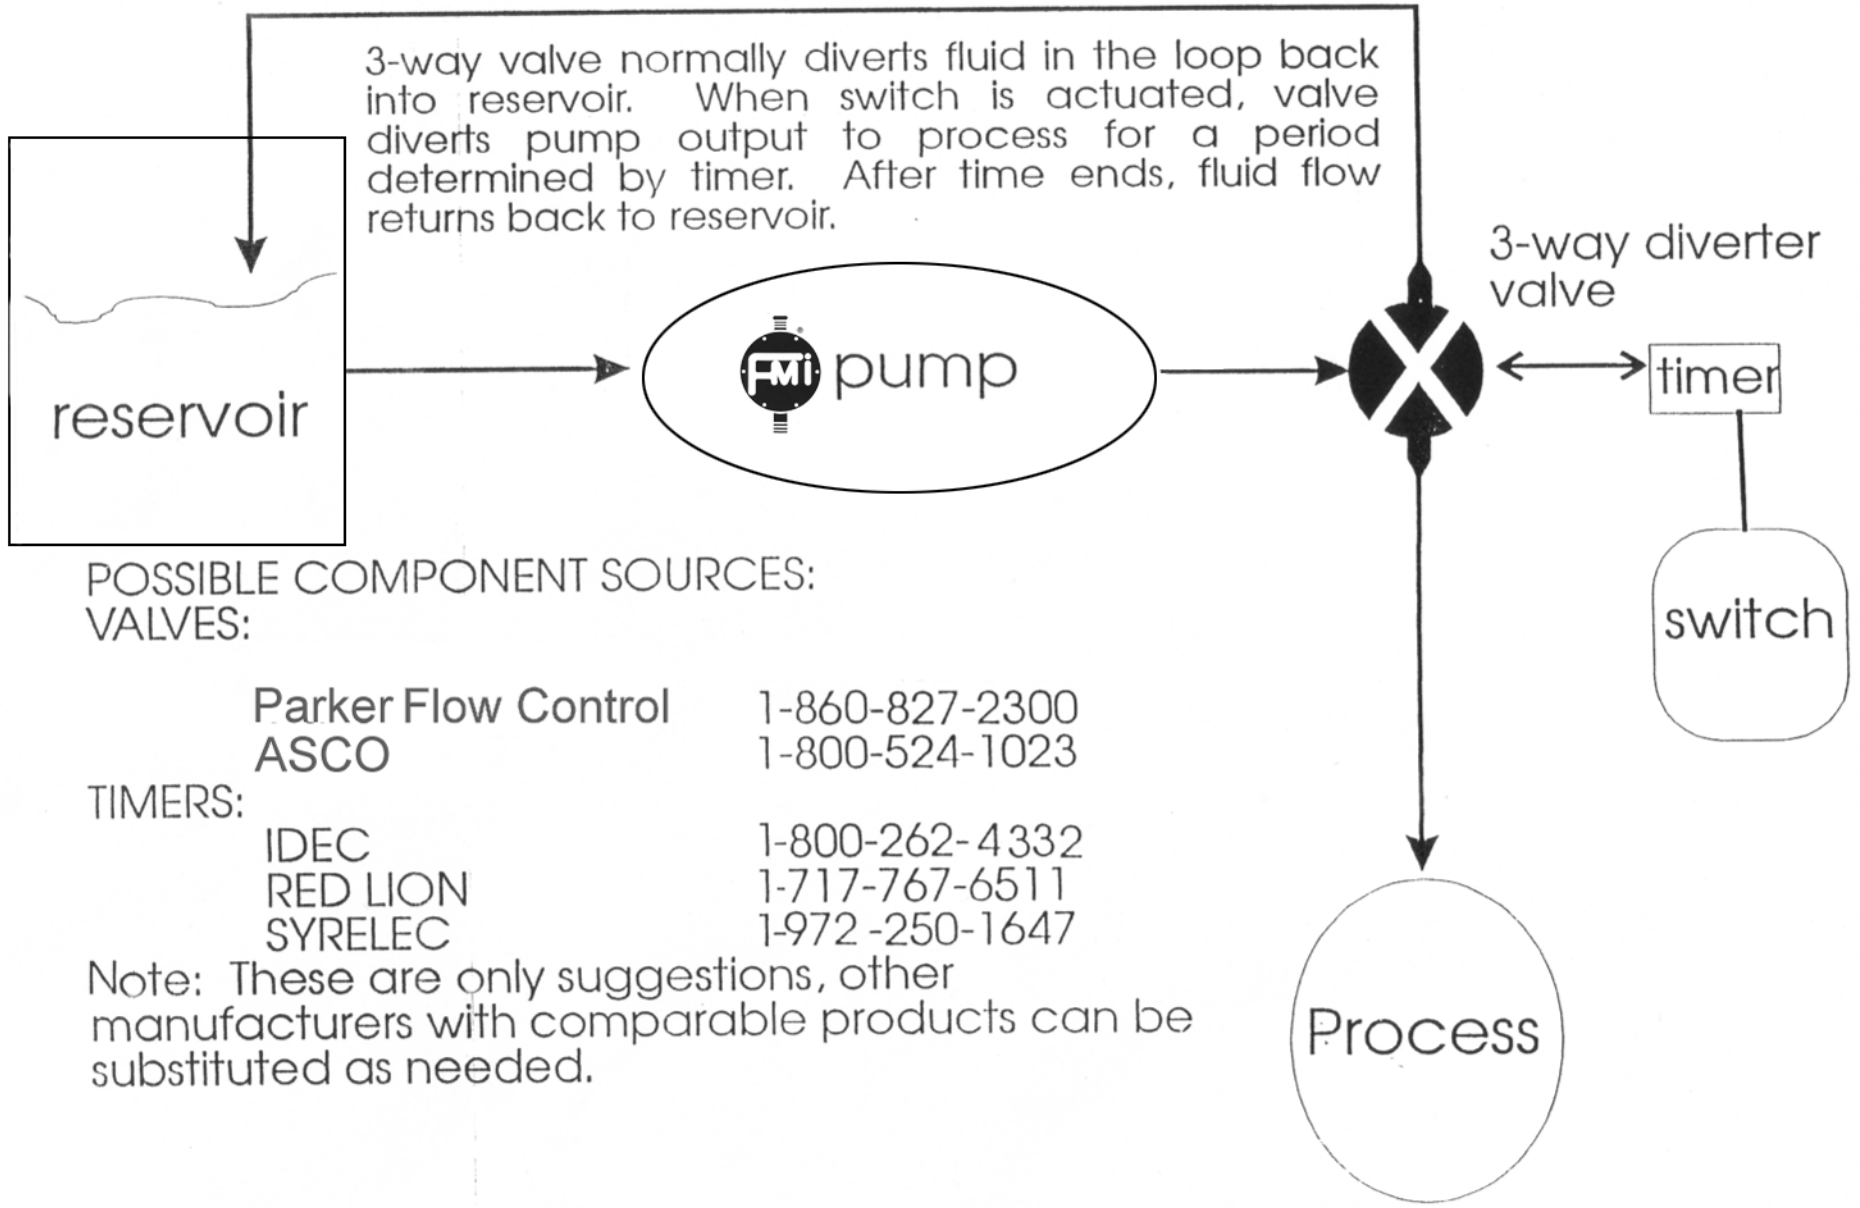 3-way valve normally diverts fluid in the loop back
into reservoir. When switch is actuated, valve
diverts pump output to process for a period
determined by timer. After time ends, fluid flow
returns back to reservoir.
3-way diverter
valve
FMi® pump
timer
reservoir
switch
POSSIBLE COMPONENT SOURCES:
VALVES:
Parker Flow Control 1-860-827-2300
ASCO 1-800-524-1023
TIMERS:
IDEC 1-800-262-4332
RED LION 1-717-767-6511
SYRELEC 1-972-250-1647
Note: These are only suggestions, other
manufacturers with comparable products can be
substituted as needed.
Process